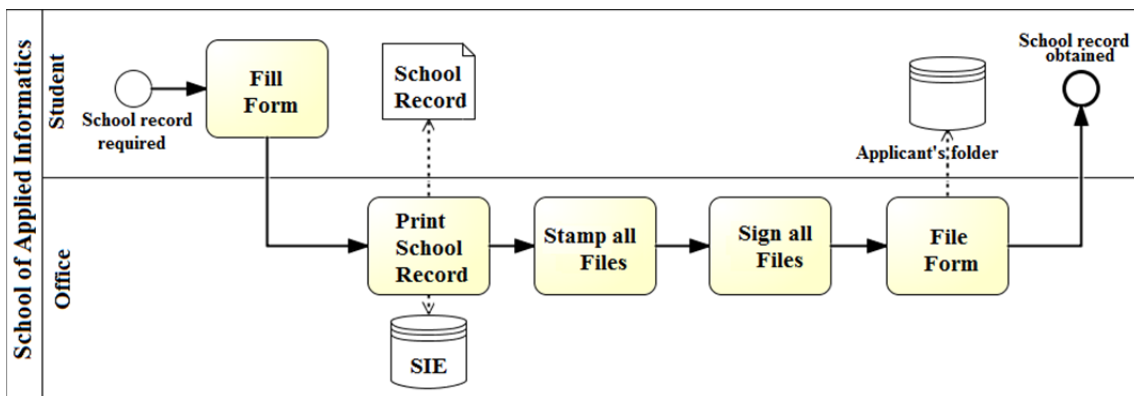 School of Applied Informatics
Student
School record
required
Fill
Form
School
Record
Applicant's folder
School record
obtained
Office
Print
School
Record
SIE
Stamp all
Files
Sign all
Files
File
Form